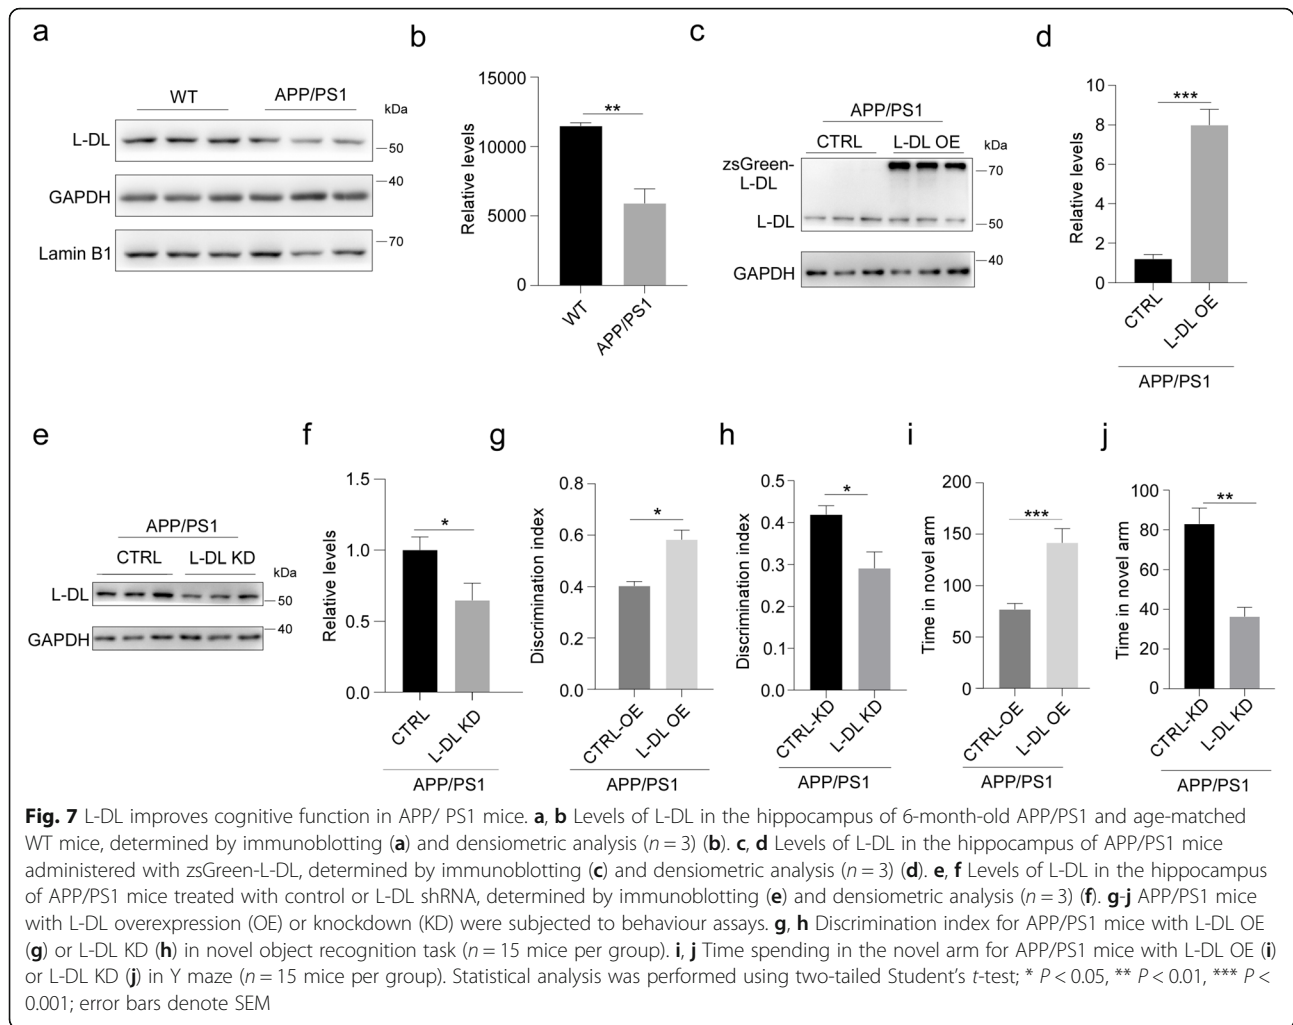 a
WT APP/PS1
kDa
L-DL
50
40
GAPDH
70
Lamin B1
b
Relative levels
15000
10000
5000
0
**
WT
APP/PS1
c
APP/PS1
CTRL L-DL OE
kDa
zsGreen-
L-DL
70
L-DL
50
40
GAPDH
d
Relative levels
10
8
6
4
2
0
***
CTRL
L-DL OE
APP/PS1
e
APP/PS1
CTRL L-DL KD
kDa
L-DL
50
40
GAPDH
f
Relative levels
1.5
1.0
0.5
0.0
*
CTRL
L-DL KD
APP/PS1
g
Discrimination index
0.8
0.6
0.4
0.2
0.0
*
CTRL-OE
L-DL OE
APP/PS1
h
Discrimination index
0.5
0.4
0.3
0.2
0.1
0.0
*
CTRL-KD
L-DL KD
APP/PS1
i
Time in novel arm
200
150
100
50
0
***
CTRL-OE
L-DL OE
APP/PS1
j
Time in novel arm
100
80
60
40
20
0
**
CTRL-KD
L-DL KD
APP/PS1
Fig. 7 L-DL improves cognitive function in APP/ PS1 mice. a, b Levels of L-DL in the hippocampus of 6-month-old APP/PS1 and age-matched
WT mice, determined by immunoblotting (a) and densiometric analysis (n = 3) (b). c, d Levels of L-DL in the hippocampus of APP/PS1 mice
administered with zsGreen-L-DL, determined by immunoblotting (c) and densiometric analysis (n = 3) (d). e, f Levels of L-DL in the hippocampus
of APP/PS1 mice treated with control or L-DL shRNA, determined by immunoblotting (e) and densiometric analysis (n = 3) (f). g-j APP/PS1 mice
with L-DL overexpression (OE) or knockdown (KD) were subjected to behaviour assays. g, h Discrimination index for APP/PS1 mice with L-DL OE
(g) or L-DL KD (h) in novel object recognition task (n = 15 mice per group). i, j Time spending in the novel arm for APP/PS1 mice with L-DL OE (i)
or L-DL KD (j) in Y maze (n = 15 mice per group). Statistical analysis was performed using two-tailed Student's t-test; * P < 0.05, ** P < 0.01, *** P <
0.001; error bars denote SEM